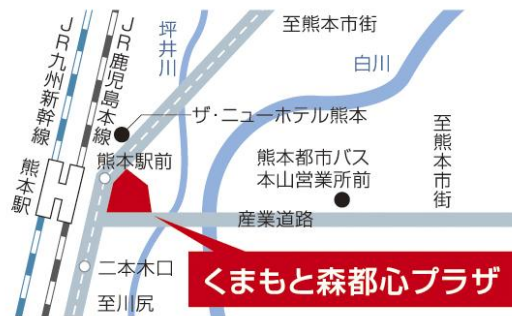 JR九州新幹線
JR鹿児島本線
坪井川
至熊本市街
白川
ザ・ニューホテル熊本
至熊本市街
熊本駅
熊本駅前
熊本都市バス
本山営業所前
産業道路
二本木口
至川尻
くまもと森都心プラザ